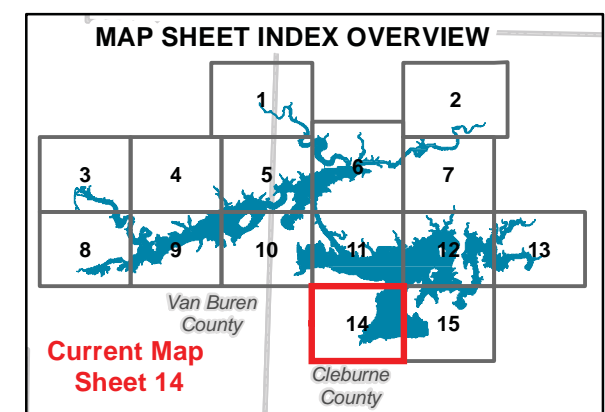 MAP SHEET INDEX OVERVIEW
1
2
3
4
5
6
7
8
9
10
11
12
13
Van Buren
County
14
15
Current Map
Sheet 14
Cleburne
County